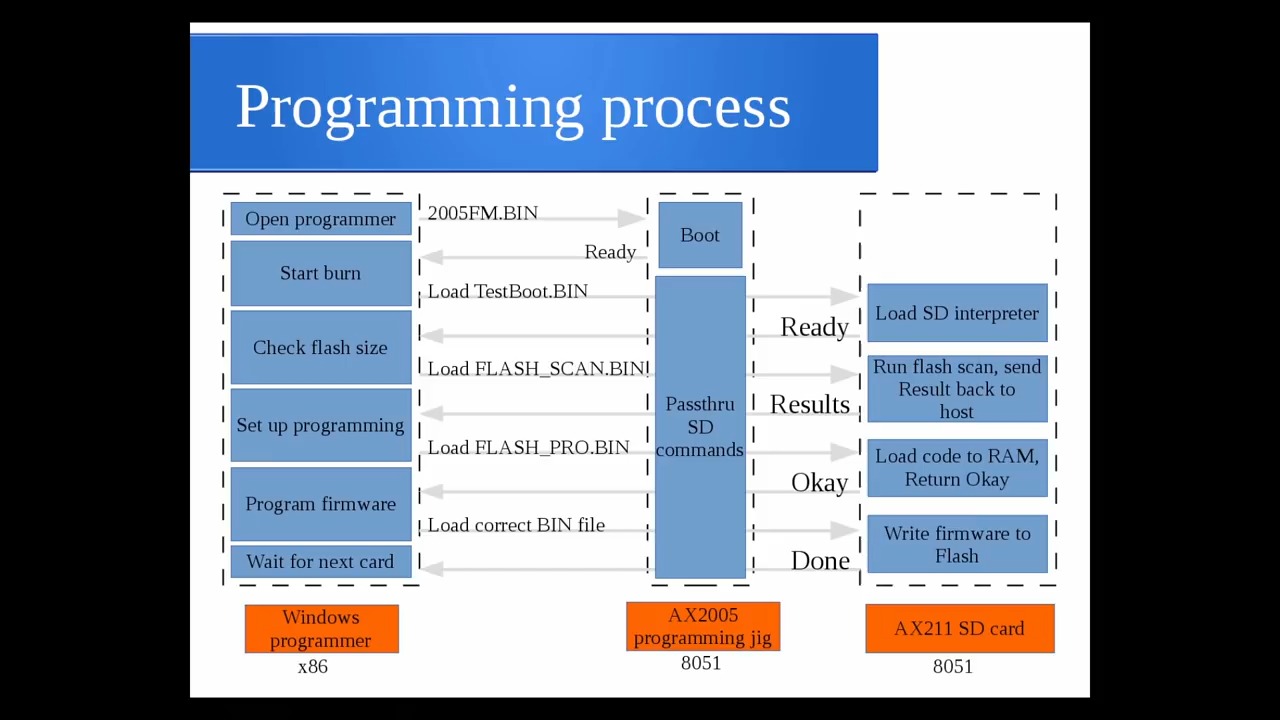 Programming process
Open programmer
2005FM.BIN
Boot
Ready
Start burn
Load TestBoot.BIN
Load SD interpreter
Ready
Check flash size
Load FLASH_SCAN.BIN
Run flash scan, send
Result back to
host
Results
Passthru
SD
commands
Set up programming
Load FLASH_PRO.BIN
Load code to RAM,
Return Okay
Okay
Program firmware
Load correct BIN file
Write firmware to
Flash
Done
Wait for next card
Windows
programmer
x86
AX2005
programming jig
8051
AX211 SD card
8051